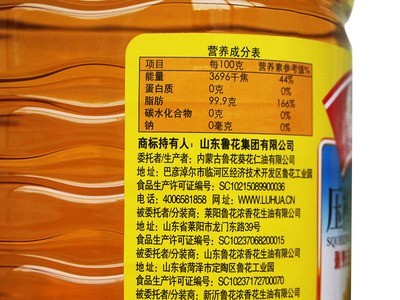 营养成分表
项目 每100克 营养素参考值%
能量 3696千焦 44%
蛋白质 0克 0%
脂肪 99.9克 166%
碳水化合物 0克 0%
钠 0毫克 0%
商标持有人：山东鲁花集团有限公司
委托者/生产者：内蒙古鲁花葵花仁油有限公司
地 址：巴彦淖尔市临河区经济技术开发区鲁花工业园
食品生产许可证编号：SC10215089900036
电 话：4006581858 网 址：WWW.LUHUA.CN
被委托者/分装商：莱阳鲁花浓香花生油有限公司
地 址：山东省莱阳市龙门东路39号
食品生产许可证编号：SC10237068200015
被委托者/分装商：山东鲁花浓香花生油有限公司
地 址：山东省菏泽市定陶区鲁花工业园
食品生产许可证编号：SC10237172700070
被委托者/分装商：新沂鲁花浓香花生油有限公司